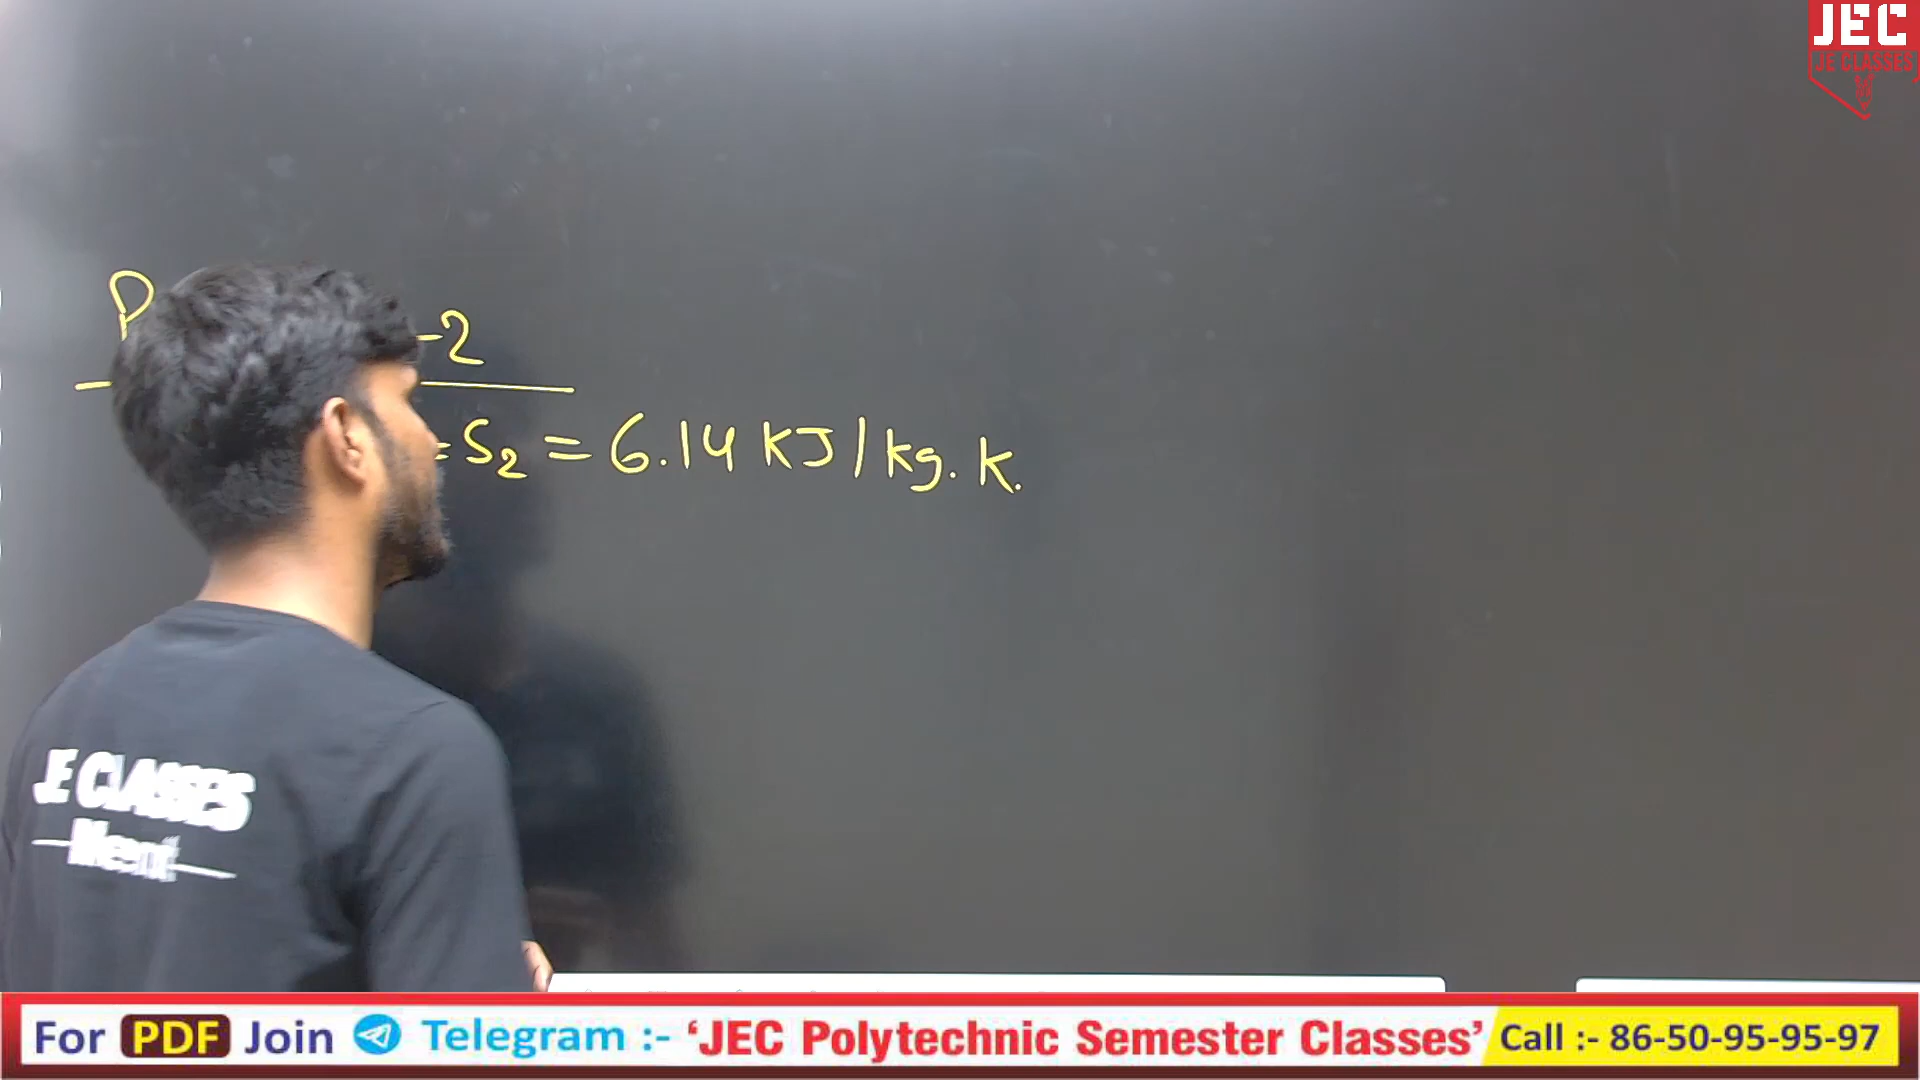 JEC
JE CLASSES
P
-2
= S₂ = 6.14 KJ/kg.K.
JE CLASSES
For PDF Join Telegram :- ‘JEC Polytechnic Semester Classes’ Call :- 86-50-95-95-97